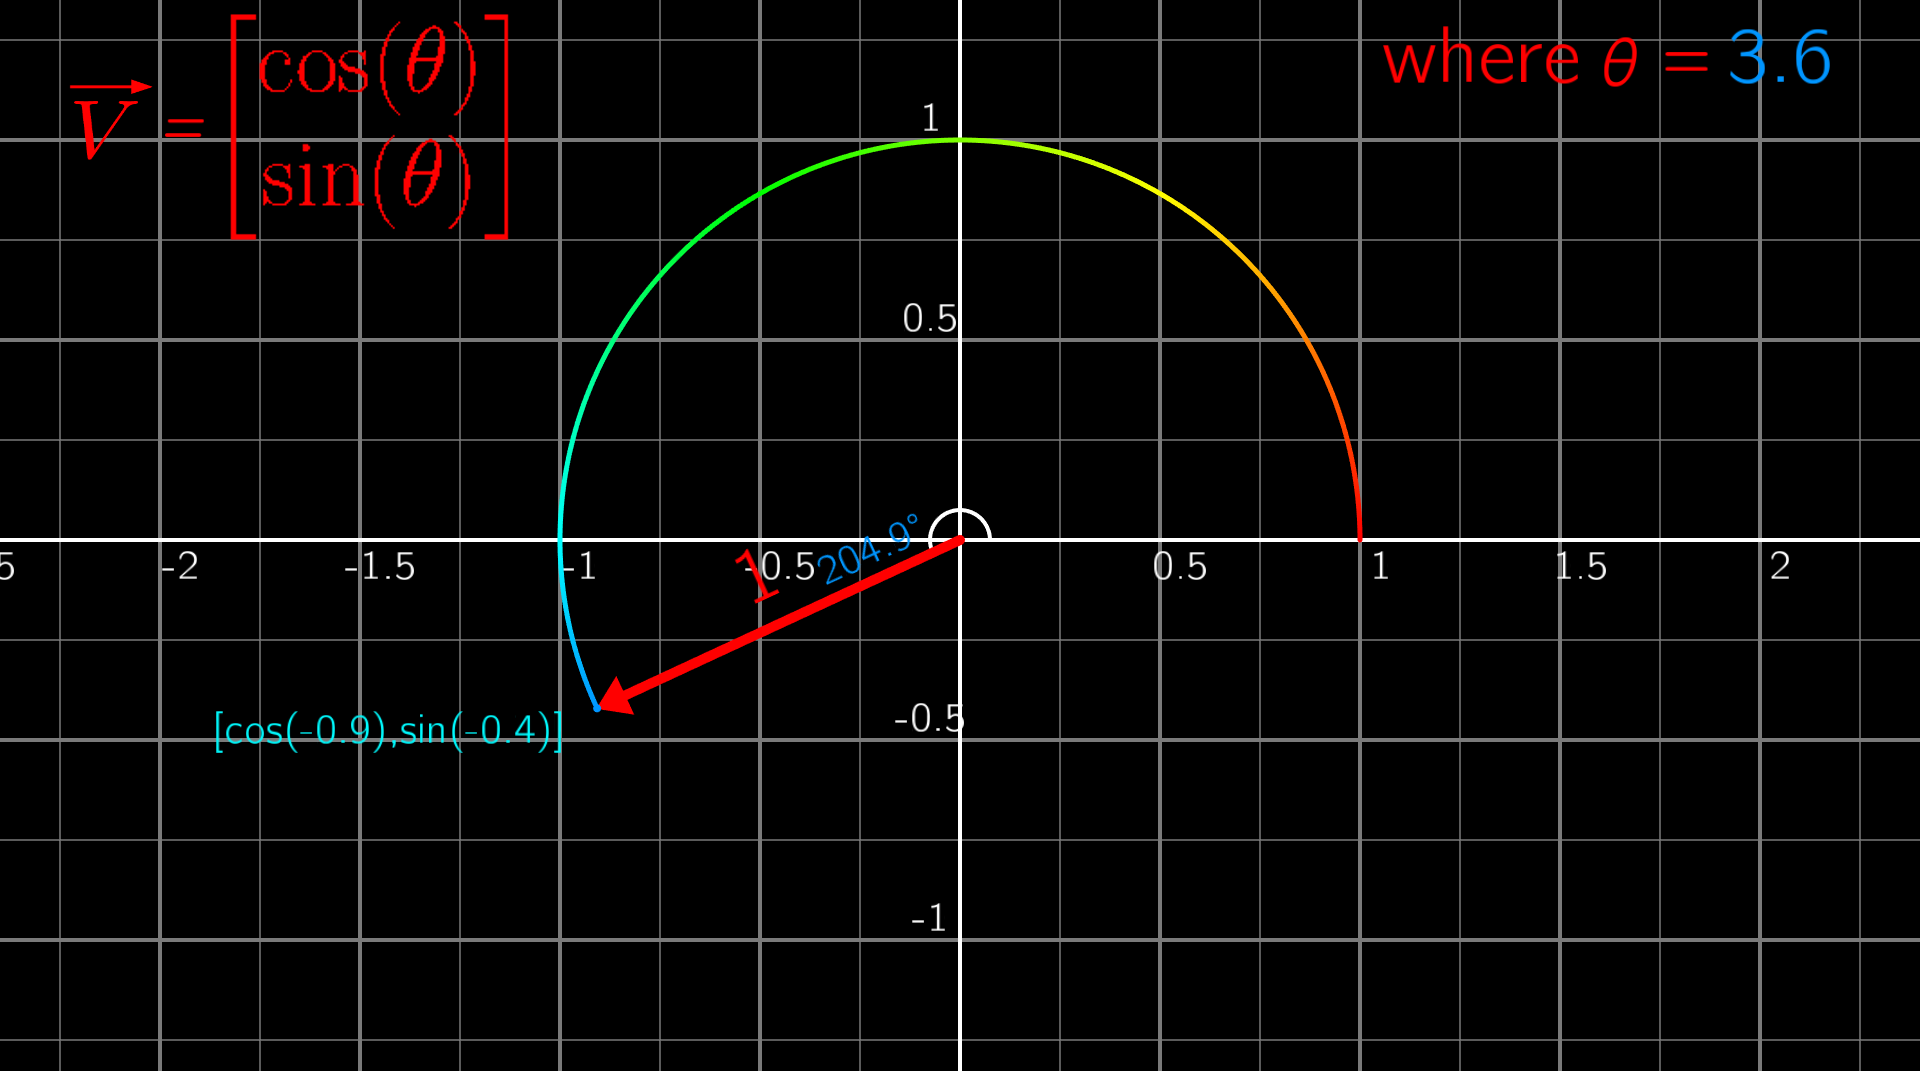 V = [cos(θ)
sin(θ)]
where θ = 3.6
1
0.5
5 -2 -1.5 -1 -0.5 0.5 1 1.5 2
204.9°
1
[cos(-0.9),sin(-0.4)]
-0.5
-1